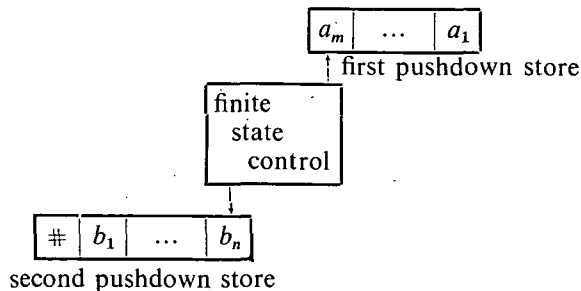 a_m ... a_1
first pushdown store
finite
state
control
# b_1 ... b_n
second pushdown store